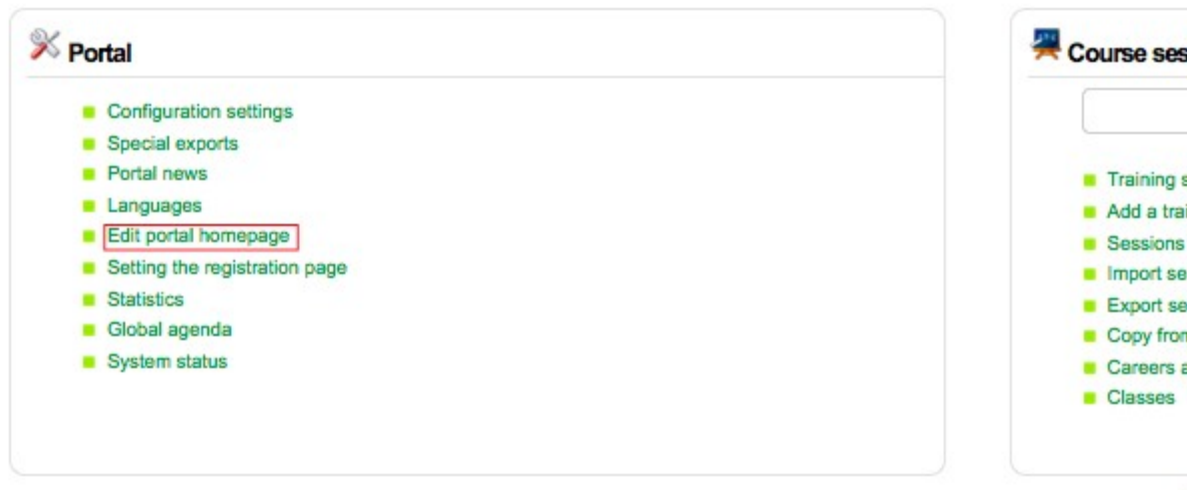 Portal
Configuration settings
Special exports
Portal news
Languages
Edit portal homepage
Setting the registration page
Statistics
Global agenda
System status
Course ses
Training s
Add a trai
Sessions
Import se
Export se
Copy from
Careers a
Classes